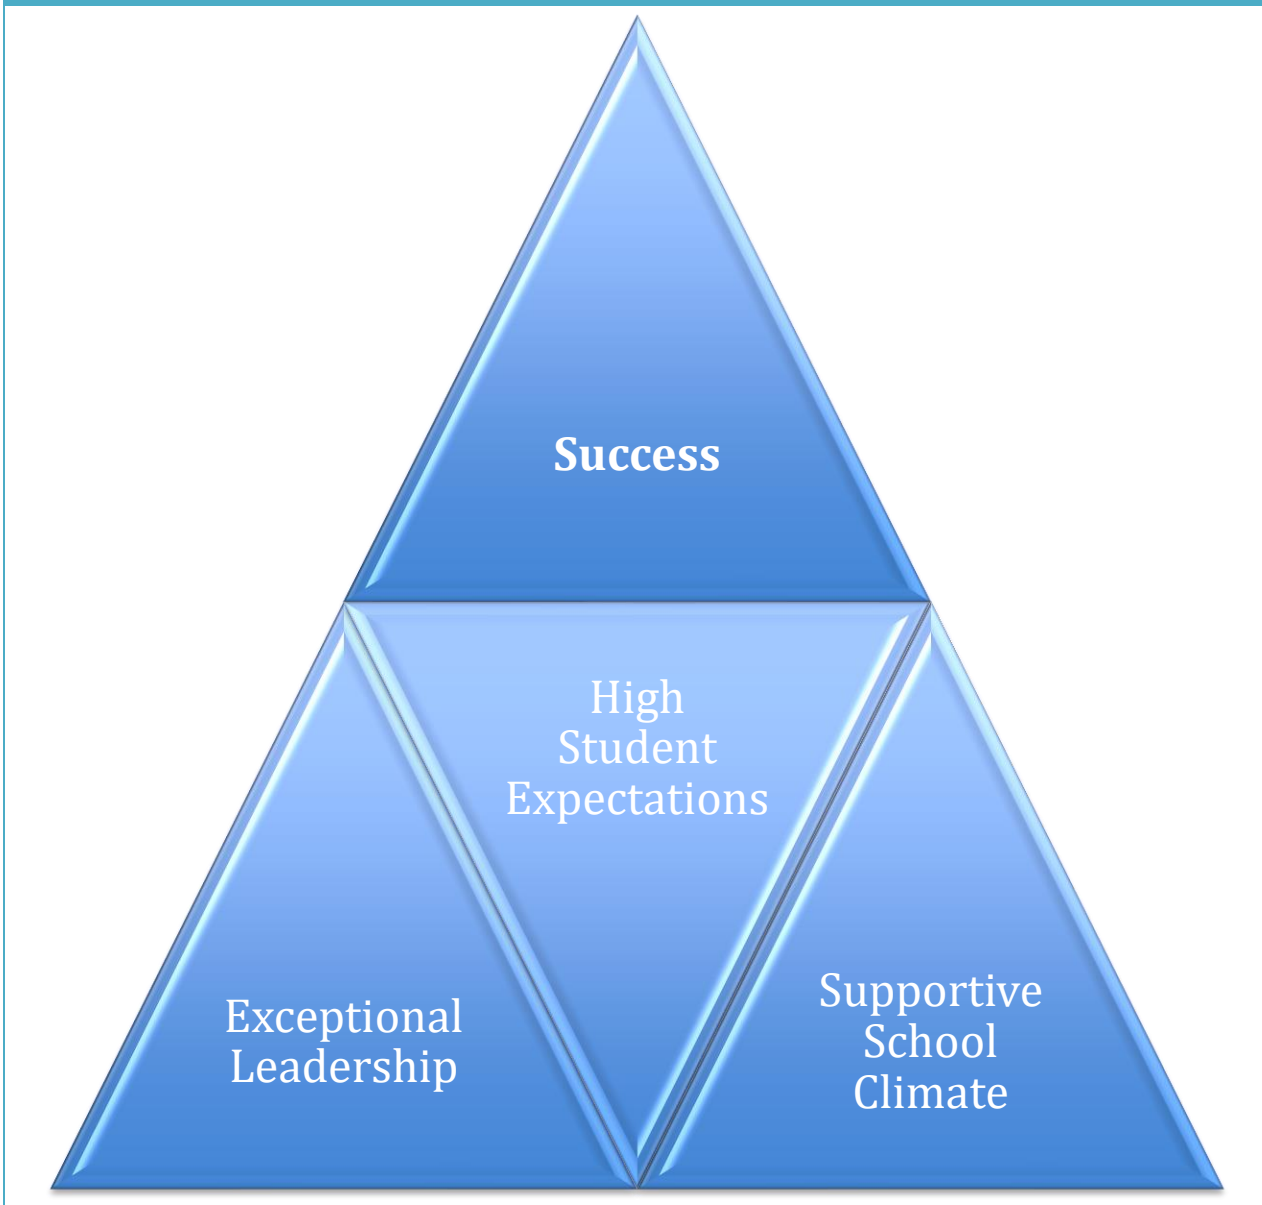 Success
High
Student
Expectations
Exceptional
Leadership
Supportive
School
Climate